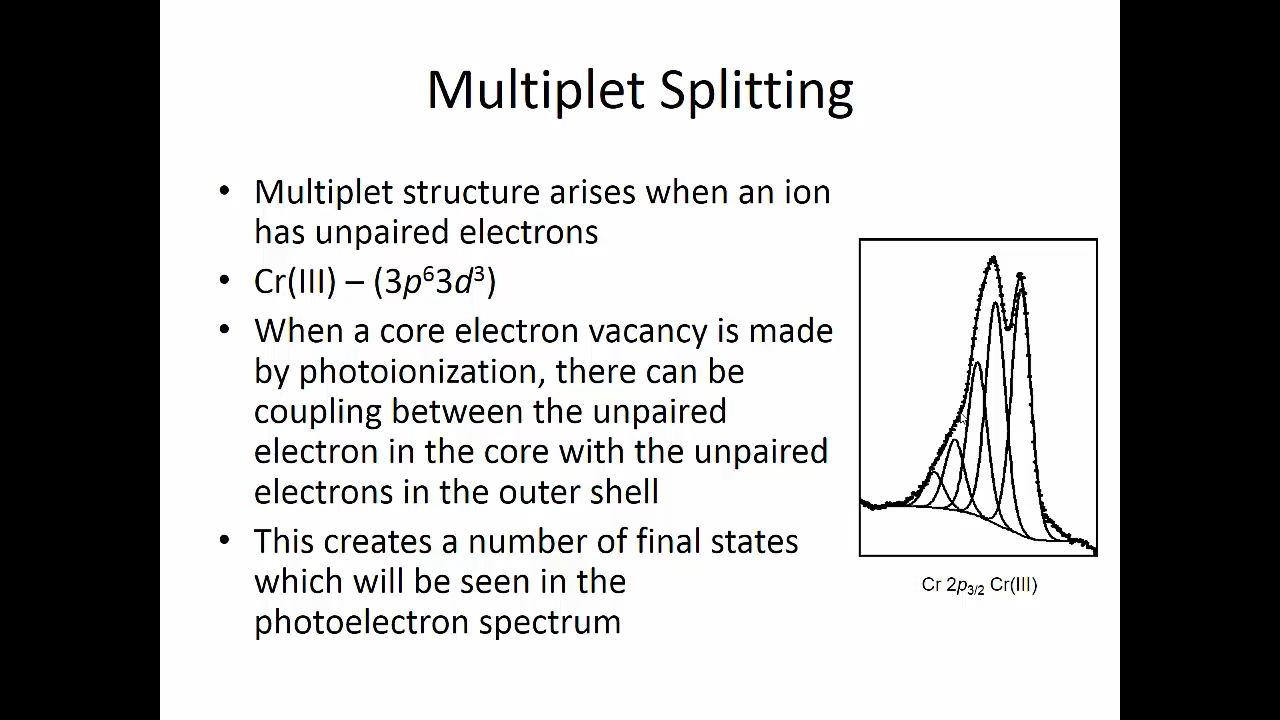 Multiplet Splitting
• Multiplet structure arises when an ion
has unpaired electrons
• Cr(III) – (3p⁶3d³)
• When a core electron vacancy is made
by photoionization, there can be
coupling between the unpaired
electron in the core with the unpaired
electrons in the outer shell
• This creates a number of final states
which will be seen in the
photoelectron spectrum
Cr 2p₃/₂ Cr(III)